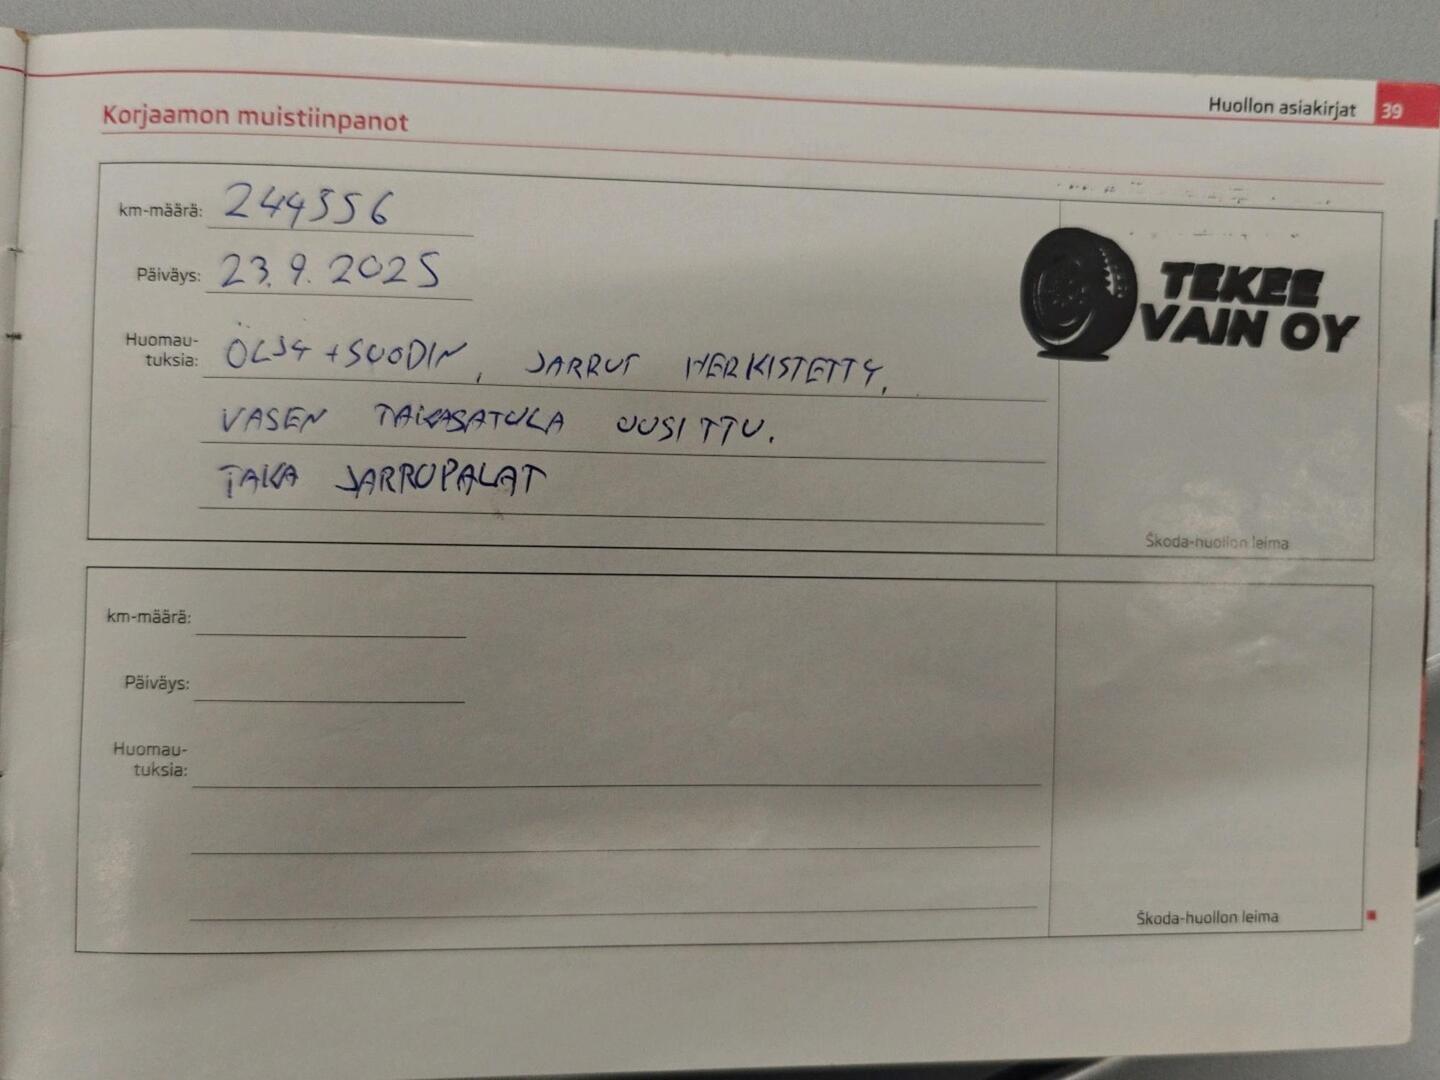 Huollon asiakirjat 39
Korjaamon muistiinpanot
km-määrä: 244556
Päiväys: 23.9.2025
Huomau-
tuksia: ÖLJY + SUODIN, JARRUT HERKISTETTY,
VASEN TAKASATULA UUSITTU.
TAKA JARRUPALAT
TEKEE
VAIN OY
Škoda-huollon leima
km-määrä:
Päiväys:
Huomau-
tuksia:
Škoda-huollon leima